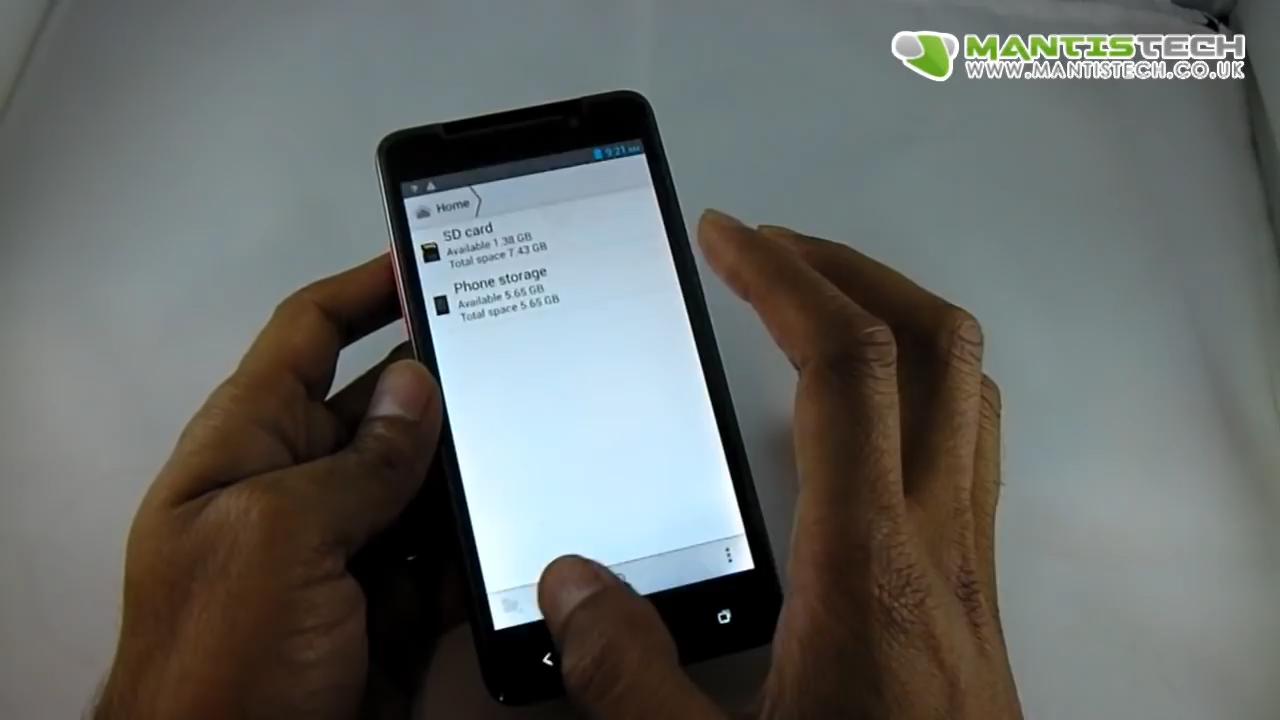 MANTISTECH
WWW.MANTISTECH.CO.UK
9:21 AM
Home
SD card
Available 1.38 GB
Total space 7.43 GB
Phone storage
Available 5.65 GB
Total space 5.65 GB